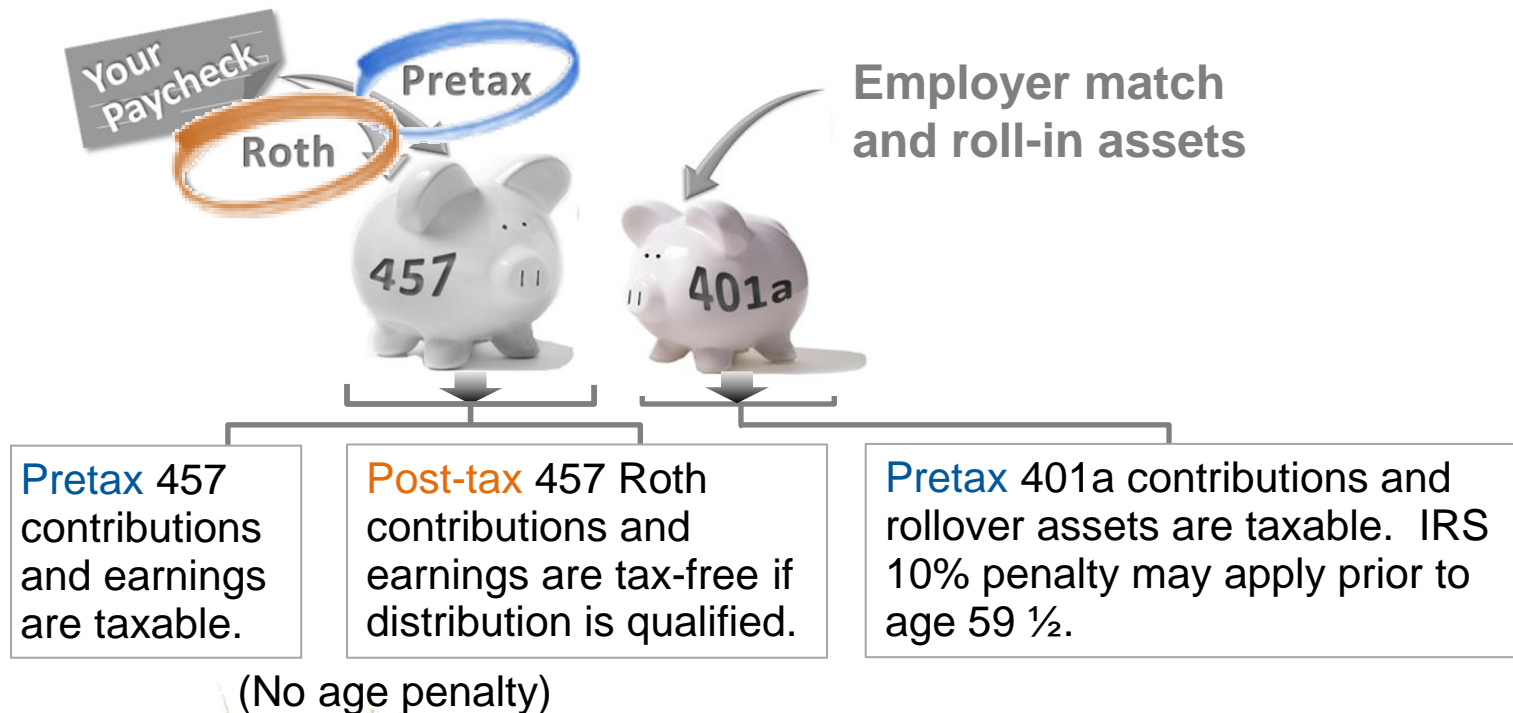 Your
Paycheck
Pretax
Roth
Employer match
and roll-in assets
457
401a
Pretax 457
contributions
and earnings
are taxable.
Post-tax 457 Roth
contributions and
earnings are tax-free if
distribution is qualified.
Pretax 401a contributions and
rollover assets are taxable.  IRS
10% penalty may apply prior to
age 59 ½.
(No age penalty)